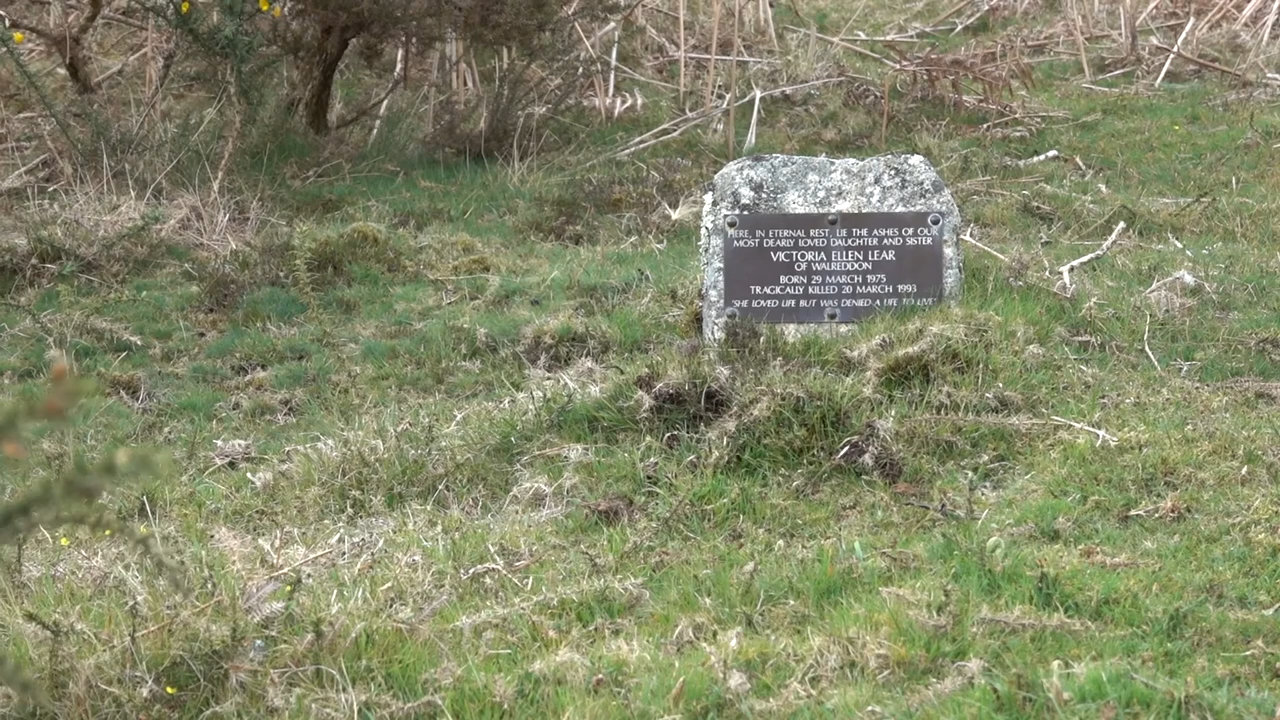 HERE, IN ETERNAL REST, LIE THE ASHES OF OUR
MOST DEARLY LOVED DAUGHTER AND SISTER
VICTORIA ELLEN LEAR
OF WALREDDON
BORN 29 MARCH 1975
TRAGICALLY KILLED 20 MARCH 1993
"SHE LOVED LIFE BUT WAS DENIED A LIFE TO LIVE"